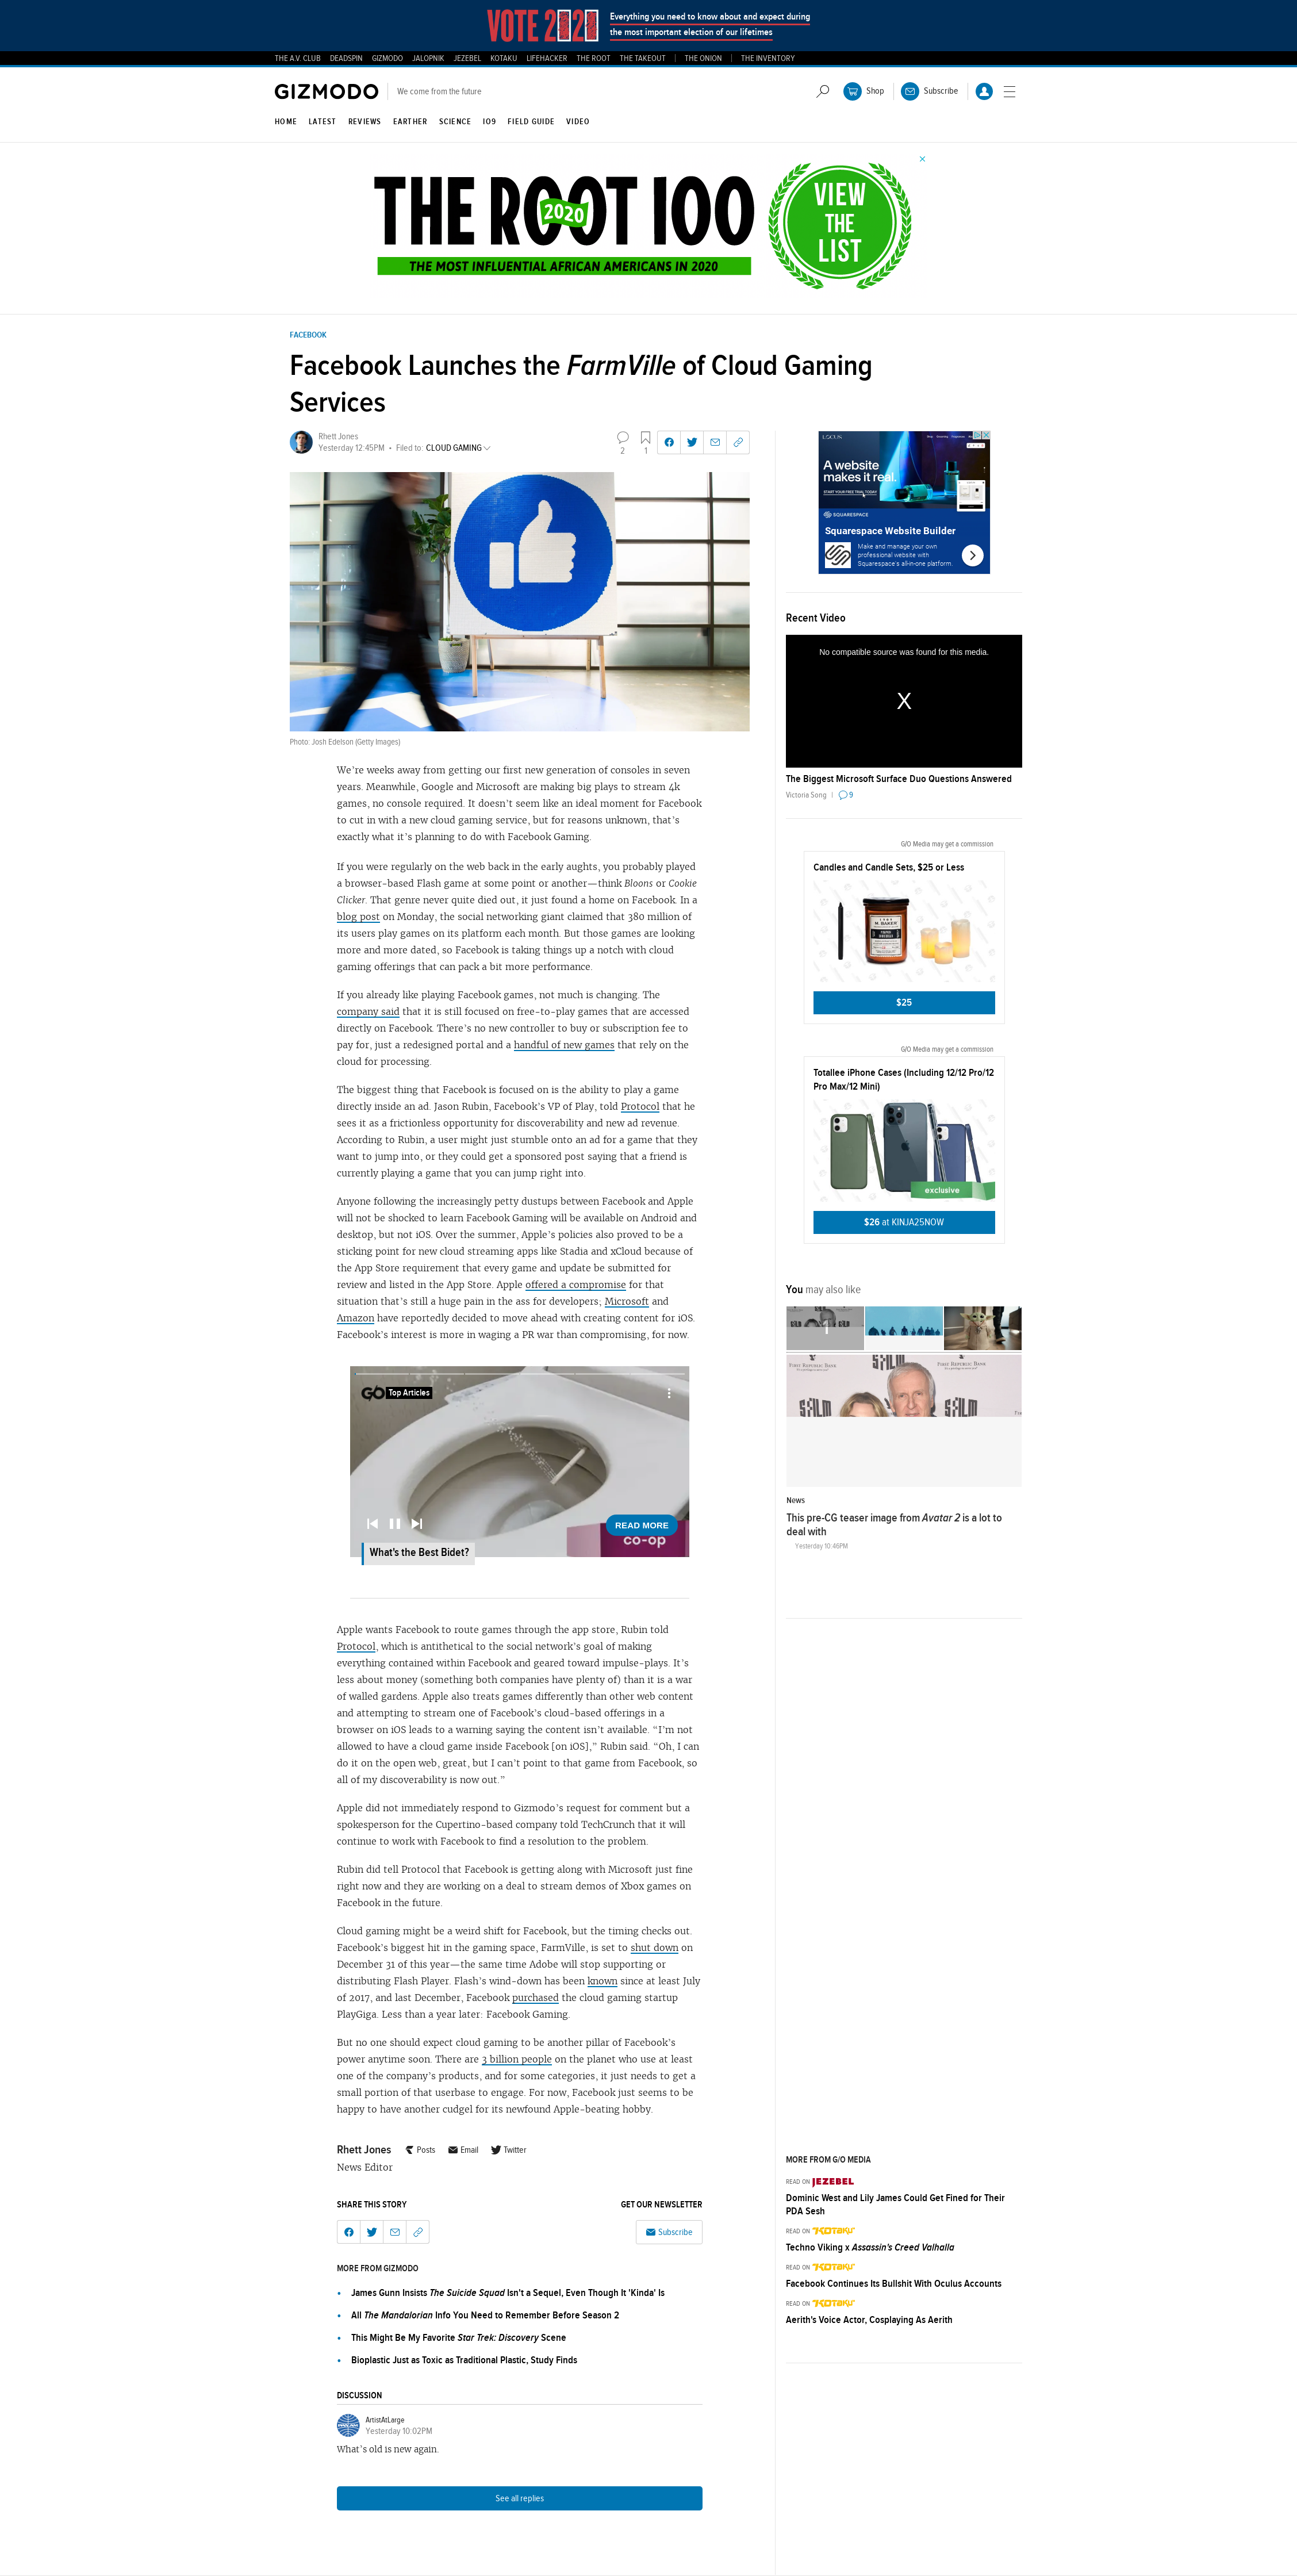 VOTE 2020
Everything you need to know about and expect during
the most important election of our lifetimes
THE A.V. CLUB DEADSPIN GIZMODO JALOPNIK JEZEBEL KOTAKU LIFEHACKER THE ROOT THE TAKEOUT THE ONION THE INVENTORY
GIZMODO
We come from the future
Shop
Subscribe
HOME LATEST REVIEWS EARTHER SCIENCE IO9 FIELD GUIDE VIDEO
THE ROOT 100
2020
THE MOST INFLUENTIAL AFRICAN AMERICANS IN 2020
VIEW
THE
LIST
FACEBOOK
Facebook Launches the FarmVille of Cloud Gaming
Services
Rhett Jones
Yesterday 12:45PM • Filed to: CLOUD GAMING
2
1
Photo: Josh Edelson (Getty Images)
We're weeks away from getting our first new generation of consoles in seven
years. Meanwhile, Google and Microsoft are making big plays to stream 4k
games, no console required. It doesn't seem like an ideal moment for Facebook
to cut in with a new cloud gaming service, but for reasons unknown, that's
exactly what it's planning to do with Facebook Gaming.
If you were regularly on the web back in the early aughts, you probably played
a browser-based Flash game at some point or another—think Bloons or Cookie
Clicker. That genre never quite died out, it just found a home on Facebook. In a
blog post on Monday, the social networking giant claimed that 380 million of
its users play games on its platform each month. But those games are looking
more and more dated, so Facebook is taking things up a notch with cloud
gaming offerings that can pack a bit more performance.
If you already like playing Facebook games, not much is changing. The
company said that it is still focused on free-to-play games that are accessed
directly on Facebook. There's no new controller to buy or subscription fee to
pay for, just a redesigned portal and a handful of new games that rely on the
cloud for processing.
The biggest thing that Facebook is focused on is the ability to play a game
directly inside an ad. Jason Rubin, Facebook's VP of Play, told Protocol that he
sees it as a frictionless opportunity for discoverability and new ad revenue.
According to Rubin, a user might just stumble onto an ad for a game that they
want to jump into, or they could get a sponsored post saying that a friend is
currently playing a game that you can jump right into.
Anyone following the increasingly petty dustups between Facebook and Apple
will not be shocked to learn Facebook Gaming will be available on Android and
desktop, but not iOS. Over the summer, Apple's policies also proved to be a
sticking point for new cloud streaming apps like Stadia and xCloud because of
the App Store requirement that every game and update be submitted for
review and listed in the App Store. Apple offered a compromise for that
situation that's still a huge pain in the ass for developers; Microsoft and
Amazon have reportedly decided to move ahead with creating content for iOS.
Facebook's interest is more in waging a PR war than compromising, for now.
GO Top Articles
READ MORE
co-op
What's the Best Bidet?
Apple wants Facebook to route games through the app store, Rubin told
Protocol, which is antithetical to the social network's goal of making
everything contained within Facebook and geared toward impulse-plays. It's
less about money (something both companies have plenty of) than it is a war
of walled gardens. Apple also treats games differently than other web content
and attempting to stream one of Facebook's cloud-based offerings in a
browser on iOS leads to a warning saying the content isn't available. "I'm not
allowed to have a cloud game inside Facebook [on iOS]," Rubin said. "Oh, I can
do it on the open web, great, but I can't point to that game from Facebook, so
all of my discoverability is now out."
Apple did not immediately respond to Gizmodo's request for comment but a
spokesperson for the Cupertino-based company told TechCrunch that it will
continue to work with Facebook to find a resolution to the problem.
Rubin did tell Protocol that Facebook is getting along with Microsoft just fine
right now and they are working on a deal to stream demos of Xbox games on
Facebook in the future.
Cloud gaming might be a weird shift for Facebook, but the timing checks out.
Facebook's biggest hit in the gaming space, FarmVille, is set to shut down on
December 31 of this year—the same time Adobe will stop supporting or
distributing Flash Player. Flash's wind-down has been known since at least July
of 2017, and last December, Facebook purchased the cloud gaming startup
PlayGiga. Less than a year later: Facebook Gaming.
But no one should expect cloud gaming to be another pillar of Facebook's
power anytime soon. There are 3 billion people on the planet who use at least
one of the company's products, and for some categories, it just needs to get a
small portion of that userbase to engage. For now, Facebook just seems to be
happy to have another cudgel for its newfound Apple-beating hobby.
Rhett Jones Posts Email Twitter
News Editor
SHARE THIS STORY
GET OUR NEWSLETTER
Subscribe
MORE FROM GIZMODO
• James Gunn Insists The Suicide Squad Isn't a Sequel, Even Though It 'Kinda' Is
• All The Mandalorian Info You Need to Remember Before Season 2
• This Might Be My Favorite Star Trek: Discovery Scene
• Bioplastic Just as Toxic as Traditional Plastic, Study Finds
DISCUSSION
ArtistAtLarge
Yesterday 10:02PM
What's old is new again.
See all replies
LOCUS
A website
makes it real.
START YOUR FREE TRIAL TODAY
SQUARESPACE
Squarespace Website Builder
Make and manage your own
professional website with
Squarespace's all-in-one platform.
Recent Video
No compatible source was found for this media.
X
The Biggest Microsoft Surface Duo Questions Answered
Victoria Song | 9
G/O Media may get a commission
Candles and Candle Sets, $25 or Less
$25
G/O Media may get a commission
Totallee iPhone Cases (Including 12/12 Pro/12
Pro Max/12 Mini)
exclusive
$26 at KINJA25NOW
You may also like
1
FIRST REPUBLIC BANK
SFFILM
FIRST REPUBLIC BANK
SFFILM
News
This pre-CG teaser image from Avatar 2 is a lot to
deal with
Yesterday 10:46PM
MORE FROM G/O MEDIA
READ ON JEZEBEL
Dominic West and Lily James Could Get Fined for Their
PDA Sesh
READ ON KOTAKU
Techno Viking x Assassin's Creed Valhalla
READ ON KOTAKU
Facebook Continues Its Bullshit With Oculus Accounts
READ ON KOTAKU
Aerith's Voice Actor, Cosplaying As Aerith